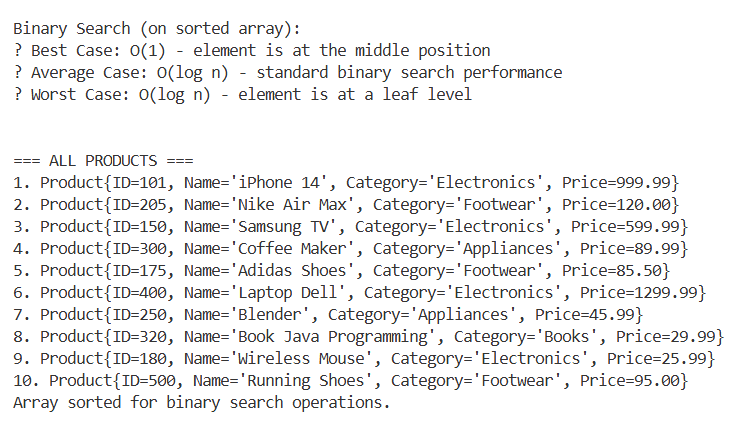 Binary Search (on sorted array):
? Best Case: O(1) - element is at the middle position
? Average Case: O(log n) - standard binary search performance
? Worst Case: O(log n) - element is at a leaf level
=== ALL PRODUCTS ===
1. Product{ID=101, Name='iPhone 14', Category='Electronics', Price=999.99}
2. Product{ID=205, Name='Nike Air Max', Category='Footwear', Price=120.00}
3. Product{ID=150, Name='Samsung TV', Category='Electronics', Price=599.99}
4. Product{ID=300, Name='Coffee Maker', Category='Appliances', Price=89.99}
5. Product{ID=175, Name='Adidas Shoes', Category='Footwear', Price=85.50}
6. Product{ID=400, Name='Laptop Dell', Category='Electronics', Price=1299.99}
7. Product{ID=250, Name='Blender', Category='Appliances', Price=45.99}
8. Product{ID=320, Name='Book Java Programming', Category='Books', Price=29.99}
9. Product{ID=180, Name='Wireless Mouse', Category='Electronics', Price=25.99}
10. Product{ID=500, Name='Running Shoes', Category='Footwear', Price=95.00}
Array sorted for binary search operations.